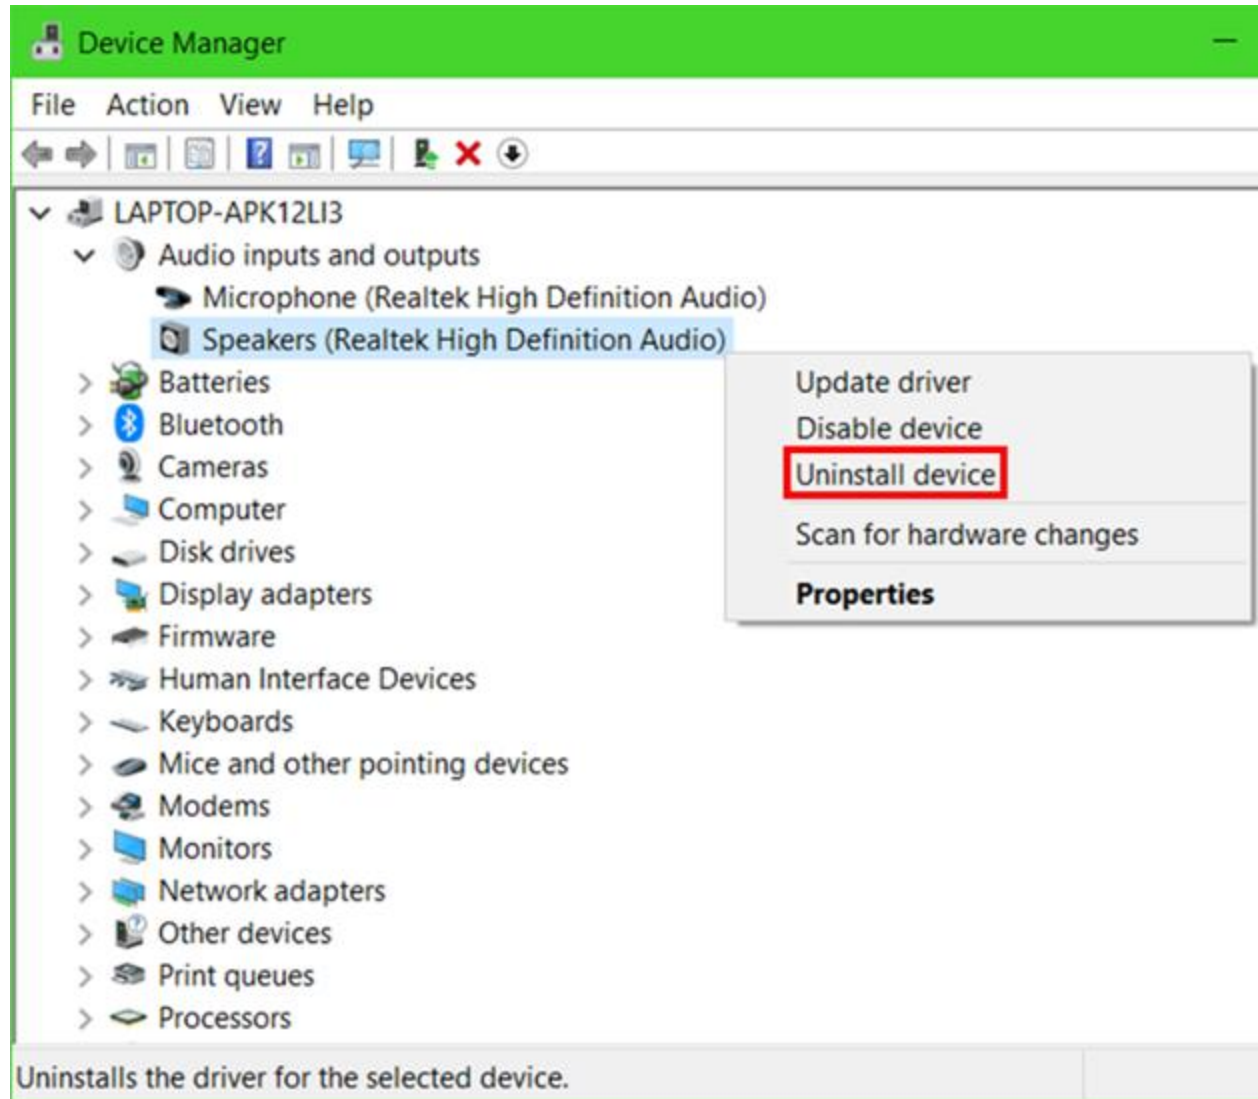 Device Manager
File Action View Help
LAPTOP-APK12LI3
Audio inputs and outputs
Microphone (Realtek High Definition Audio)
Speakers (Realtek High Definition Audio)
Batteries
Bluetooth
Cameras
Computer
Disk drives
Display adapters
Firmware
Human Interface Devices
Keyboards
Mice and other pointing devices
Modems
Monitors
Network adapters
Other devices
Print queues
Processors
Update driver
Disable device
Uninstall device
Scan for hardware changes
Properties
Uninstalls the driver for the selected device.